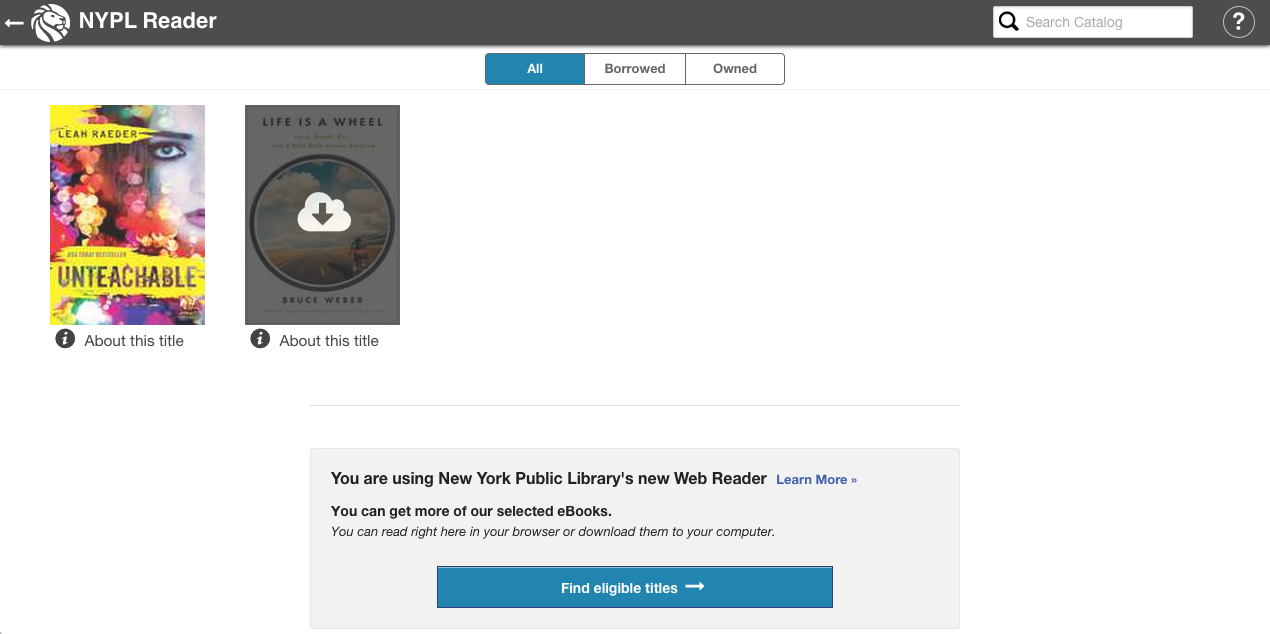 NYPL Reader
Search Catalog
?
All
Borrowed
Owned
LEAH RAEDER
USA TODAY BESTSELLER
UNTEACHABLE
LIFE IS A WHEEL
Love, Death, Etc.,
and a Bike Ride Across America
BRUCE WEBER
i About this title
i About this title
You are using New York Public Library's new Web Reader Learn More »
You can get more of our selected eBooks.
You can read right here in your browser or download them to your computer.
Find eligible titles